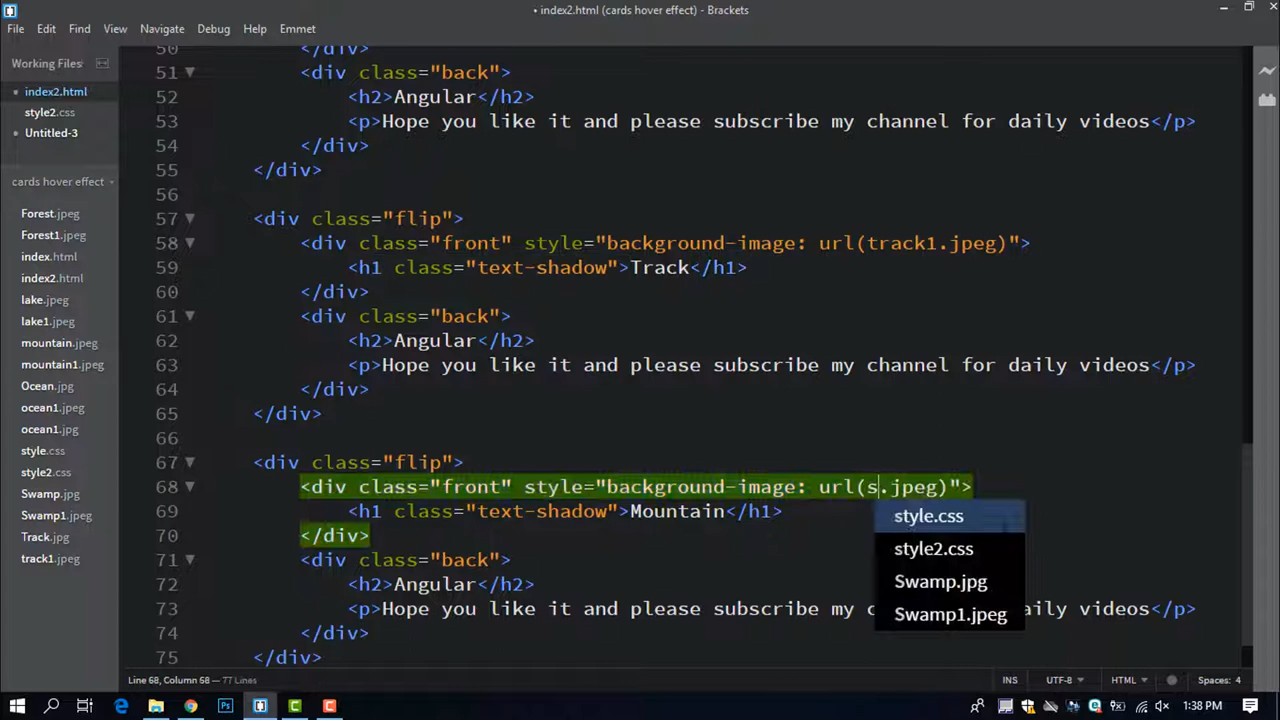 • index2.html (cards hover effect) - Brackets
File Edit Find View Navigate Debug Help Emmet
Working Files
index2.html
style2.css
Untitled-3
cards hover effect
Forest.jpeg
Forest1.jpeg
index.html
index2.html
lake.jpeg
lake1.jpeg
mountain.jpeg
mountain1.jpeg
Ocean.jpg
ocean1.jpeg
ocean1.jpeg
style.css
style2.css
Swamp.jpg
Swamp1.jpeg
Track.jpg
track1.jpeg
50 </div>
51 <div class="back">
52 <h2>Angular</h2>
53 <p>Hope you like it and please subscribe my channel for daily videos</p>
54 </div>
55 </div>
56
57 <div class="flip">
58 <div class="front" style="background-image: url(track1.jpeg)">
59 <h1 class="text-shadow">Track</h1>
60 </div>
61 <div class="back">
62 <h2>Angular</h2>
63 <p>Hope you like it and please subscribe my channel for daily videos</p>
64 </div>
65 </div>
66
67 <div class="flip">
68 <div class="front" style="background-image: url(s.jpeg)">
69 <h1 class="text-shadow">Mountain</h1>
70 </div>
71 <div class="back">
72 <h2>Angular</h2>
73 <p>Hope you like it and please subscribe my c daily videos</p>
74 </div>
75 </div>
style.css
style2.css
Swamp.jpg
Swamp1.jpeg
Line 68, Column 58 — 77 Lines
INS UTF-8 HTML Spaces: 4
1:38 PM